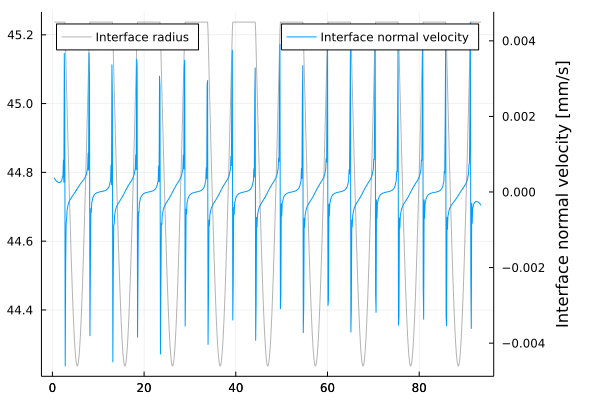 Interface radius
Interface normal velocity
45.2
45.0
44.8
44.6
44.4
0.004
0.002
0.000
−0.002
−0.004
Interface normal velocity [mm/s]
0 20 40 60 80